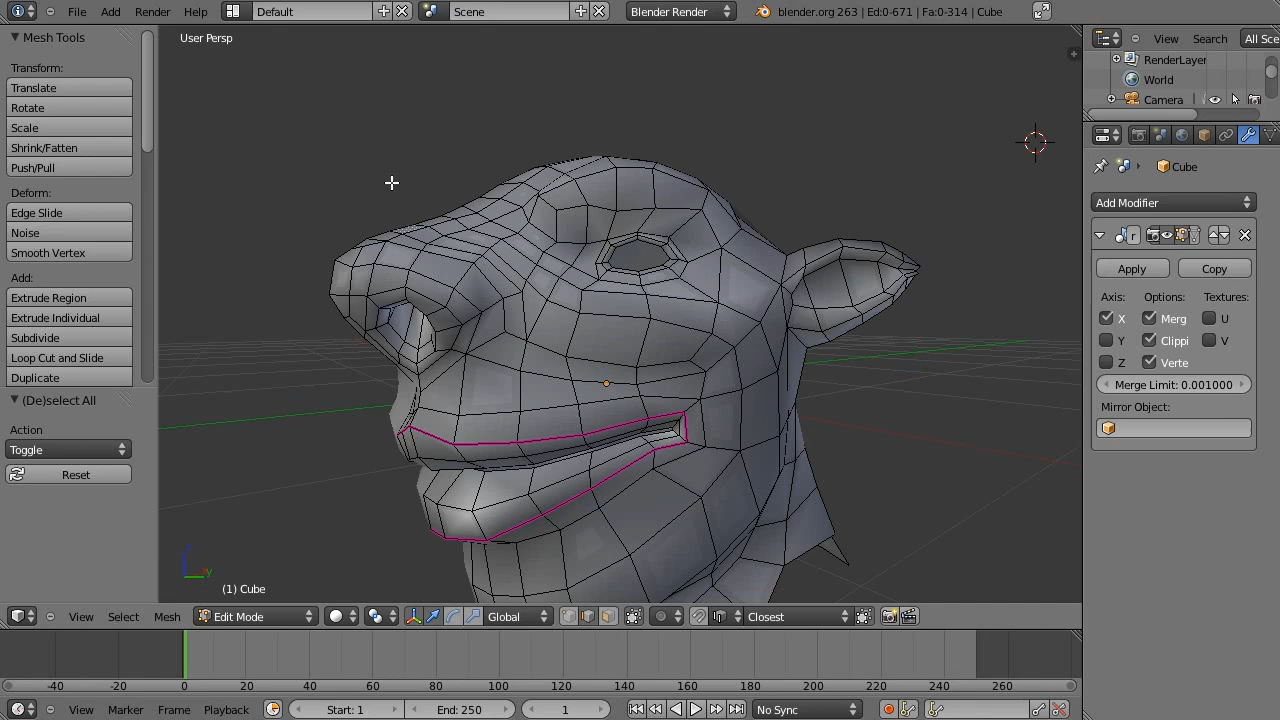 File Add Render Help Default Scene Blender Render blender.org 263 | Ed:0-671 | Fa:0-314 | Cube
Mesh Tools
Transform:
Translate
Rotate
Scale
Shrink/Fatten
Push/Pull
Deform:
Edge Slide
Noise
Smooth Vertex
Add:
Extrude Region
Extrude Individual
Subdivide
Loop Cut and Slide
Duplicate
(De)select All
Action
Toggle
Reset
User Persp
(1) Cube
View Search All Sce
RenderLayer
World
Camera
Cube
Add Modifier
r
Apply Copy
Axis: Options: Textures:
X Merg U
Y Clippi V
Z Verte
Merge Limit: 0.001000
Mirror Object:
View Select Mesh Edit Mode Global Closest
-40 -20 0 20 40 60 80 100 120 140 160 180 200 220 240 260
View Marker Frame Playback Start: 1 End: 250 1 No Sync